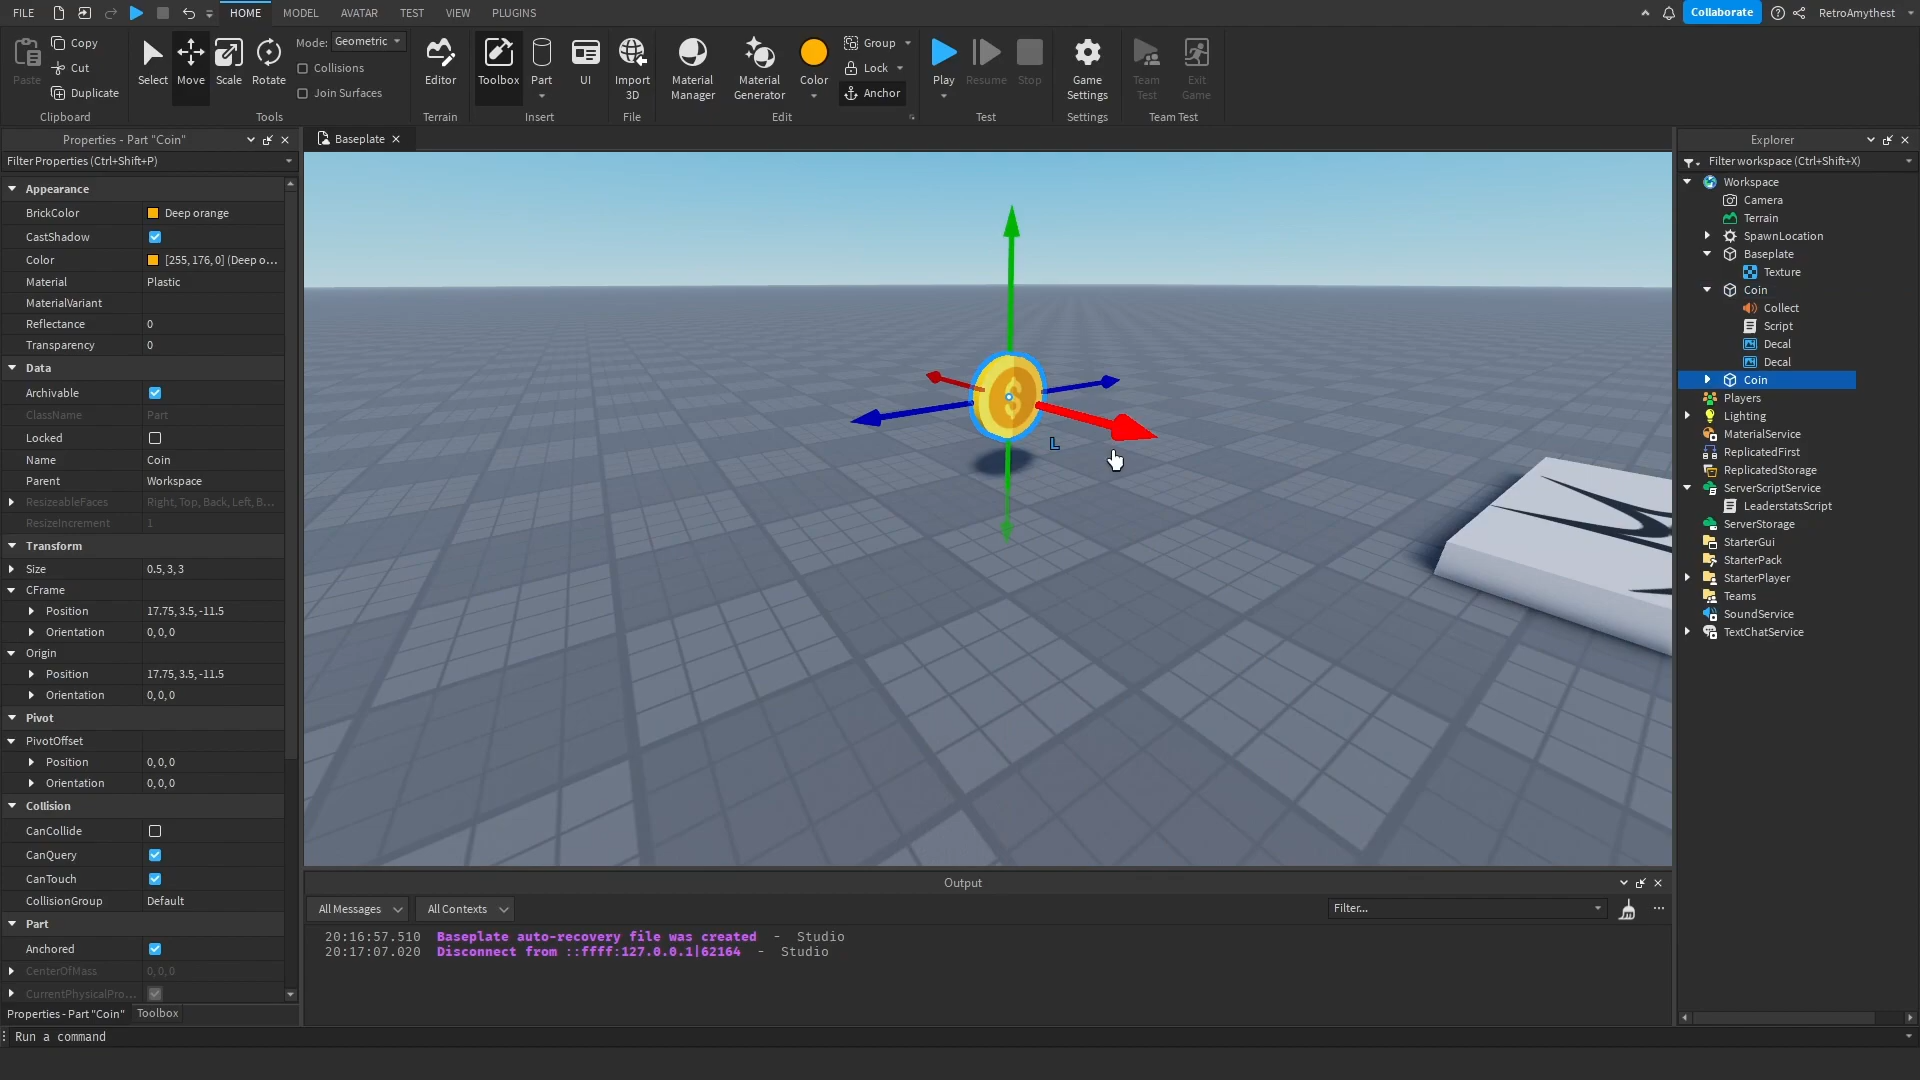 FILE
HOME
MODEL
AVATAR
TEST
VIEW
PLUGINS
Collaborate
RetroAmythest
Paste
Copy
Cut
Duplicate
Clipboard
Select
Move
Scale
Rotate
Mode: Geometric
Collisions
Join Surfaces
Tools
Editor
Terrain
Toolbox
Part
UI
Insert
Import
3D
File
Material
Manager
Material
Generator
Color
Group
Lock
Anchor
Edit
Play
Resume
Stop
Test
Game
Settings
Settings
Team
Test
Exit
Game
Team Test
Properties - Part "Coin"
Filter Properties (Ctrl+Shift+P)
Appearance
BrickColor Deep orange
CastShadow
Color [255, 176, 0] (Deep o...
Material Plastic
MaterialVariant
Reflectance 0
Transparency 0
Data
Archivable
ClassName Part
Locked
Name Coin
Parent Workspace
ResizeableFaces Right, Top, Back, Left, B...
ResizeIncrement 1
Transform
Size 0.5, 3, 3
CFrame
Position 17.75, 3.5, -11.5
Orientation 0, 0, 0
Origin
Position 17.75, 3.5, -11.5
Orientation 0, 0, 0
Pivot
PivotOffset
Position 0, 0, 0
Orientation 0, 0, 0
Collision
CanCollide
CanQuery
CanTouch
CollisionGroup Default
Part
Anchored
CenterOfMass 0, 0, 0
CurrentPhysicalPro...
Properties - Part "Coin"
Toolbox
Run a command
Baseplate
$
L
Output
All Messages
All Contexts
Filter...
20:16:57.510 Baseplate auto-recovery file was created - Studio
20:17:07.020 Disconnect from ::ffff:127.0.0.1|62164 - Studio
Explorer
Filter workspace (Ctrl+Shift+X)
Workspace
Camera
Terrain
SpawnLocation
Baseplate
Texture
Coin
Collect
Script
Decal
Decal
Coin
Players
Lighting
MaterialService
ReplicatedFirst
ReplicatedStorage
ServerScriptService
LeaderstatsScript
ServerStorage
StarterGui
StarterPack
StarterPlayer
Teams
SoundService
TextChatService